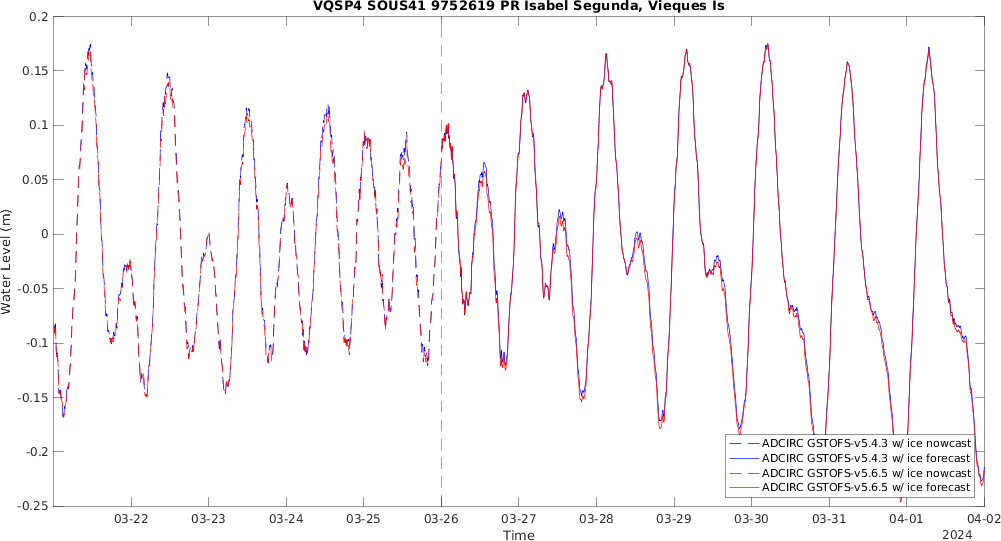 VQSP4 SOUS41 9752619 PR Isabel Segunda, Vieques Is
0.2
0.15
0.1
0.05
0
-0.05
-0.1
-0.15
-0.2
-0.25
Water Level (m)
ADCIRC GSTOFS-v5.4.3 w/ ice nowcast
ADCIRC GSTOFS-v5.4.3 w/ ice forecast
ADCIRC GSTOFS-v5.6.5 w/ ice nowcast
ADCIRC GSTOFS-v5.6.5 w/ ice forecast
03-22 03-23 03-24 03-25 03-26 03-27 03-28 03-29 03-30 03-31 04-01 04-02
Time
2024